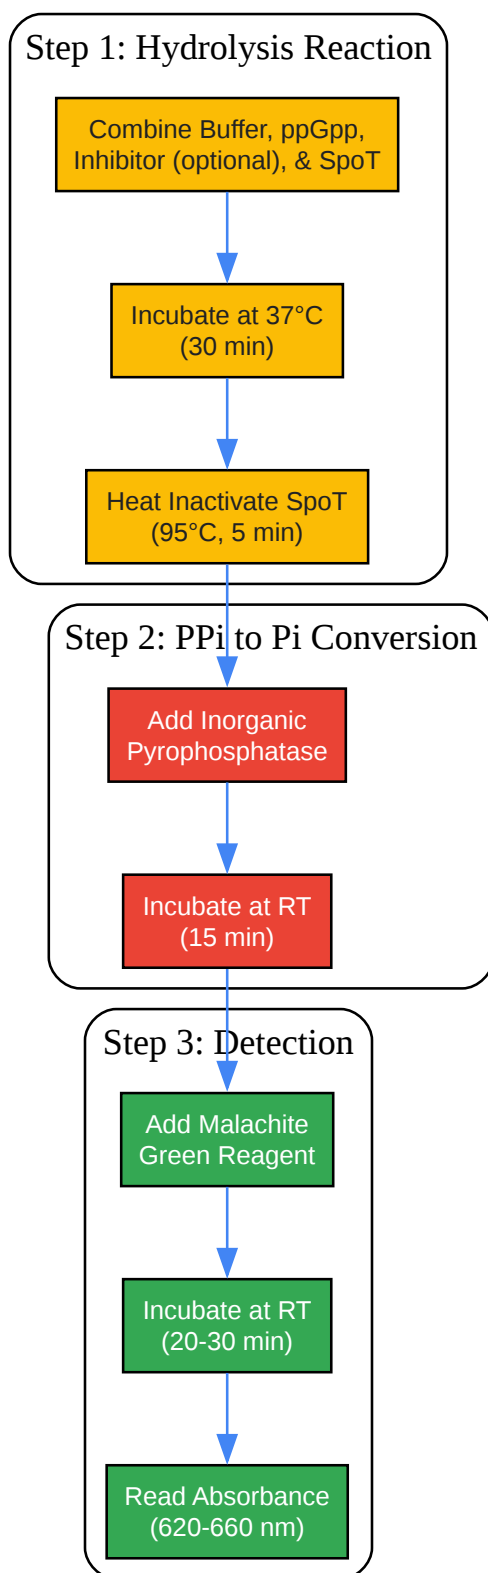 Step 1: Hydrolysis Reaction
Combine Buffer, ppGpp,
Inhibitor (optional), & SpoT
Incubate at 37°C
(30 min)
Heat Inactivate SpoT
(95°C, 5 min)
Step 2: PPi to Pi Conversion
Add Inorganic
Pyrophosphatase
Incubate at RT
(15 min)
Step 3: Detection
Add Malachite
Green Reagent
Incubate at RT
(20-30 min)
Read Absorbance
(620-660 nm)